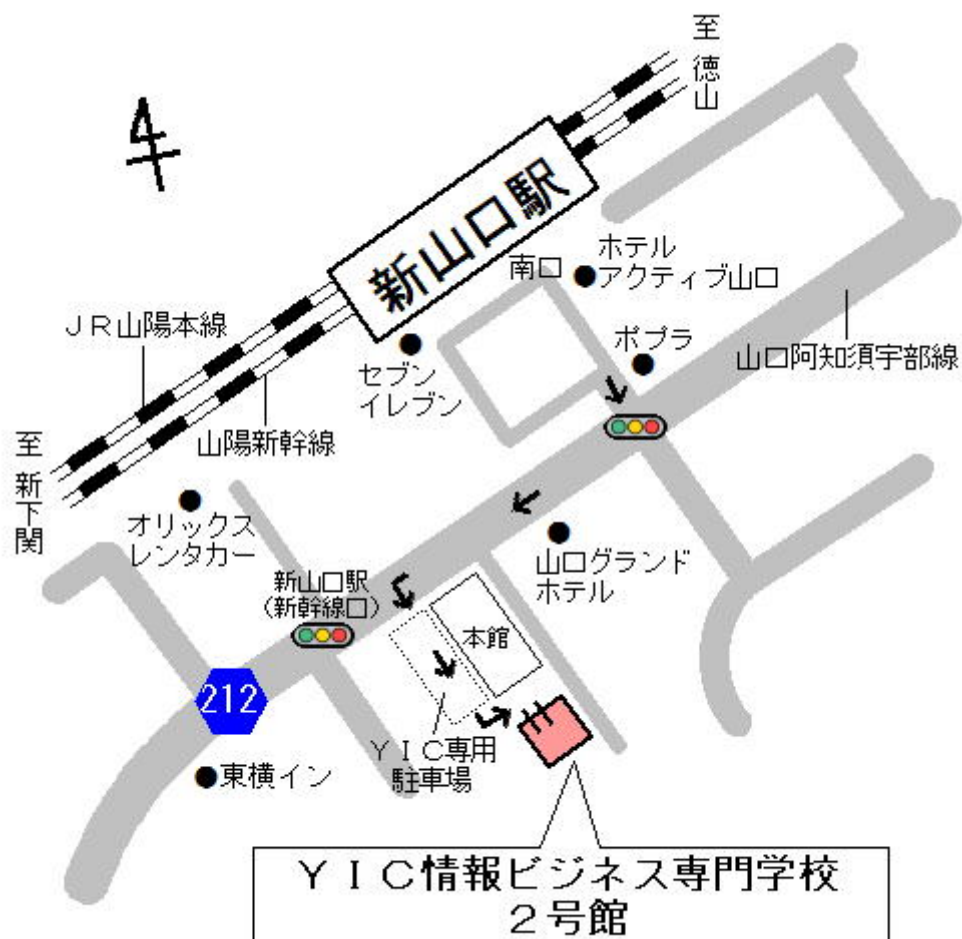 至
徳山
新山口駅
南口
ホテル
アクティブ山口
JR山陽本線
セブン
イレブン
ポプラ
山口阿知須宇部線
山陽新幹線
至
新下関
オリックス
レンタカー
山口グランド
ホテル
新山口駅
(新幹線口)
本館
212
YIC専用
駐車場
東横イン
YIC情報ビジネス専門学校
2号館